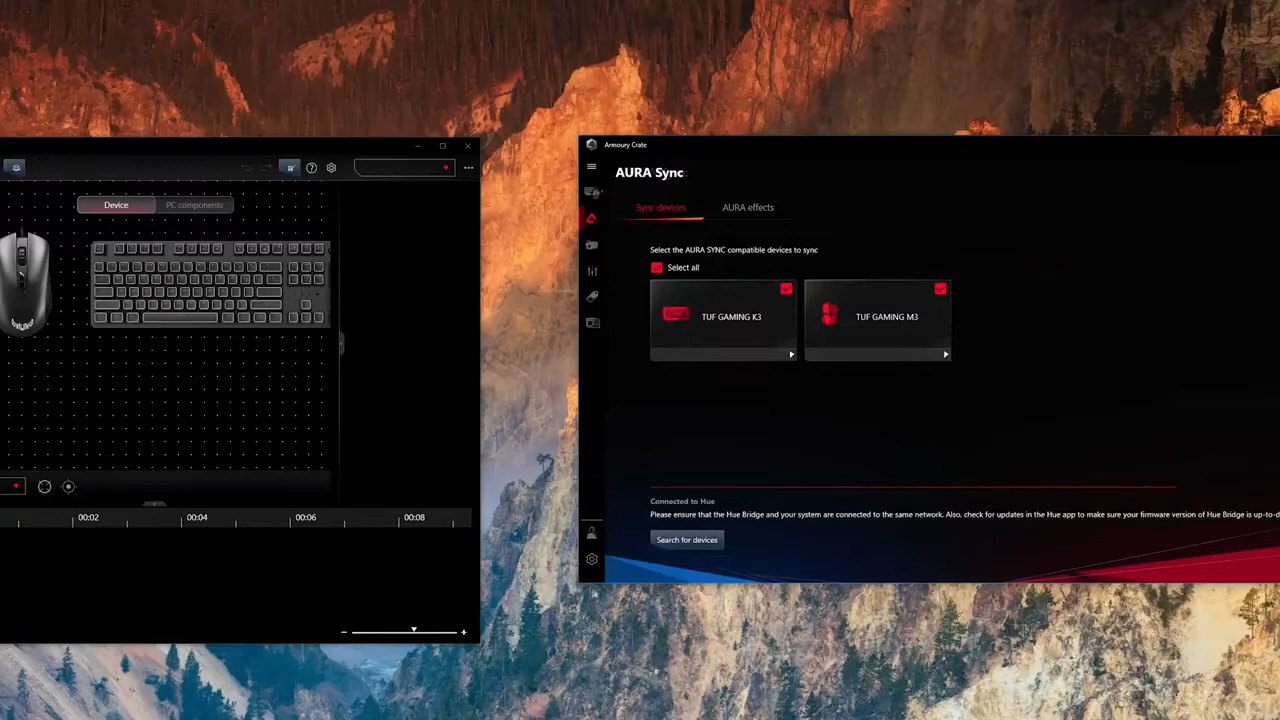 Device
PC components
00:02
00:04
00:06
00:08
Armoury Crate
AURA Sync
Sync devices
AURA effects
Select the AURA SYNC compatible devices to sync
Select all
TUF GAMING K3
TUF GAMING M3
Connected to Hue
Please ensure that the Hue Bridge and your system are connected to the same network. Also, check for updates in the Hue app to make sure your firmware version of Hue Bridge is up-to-d
Search for devices